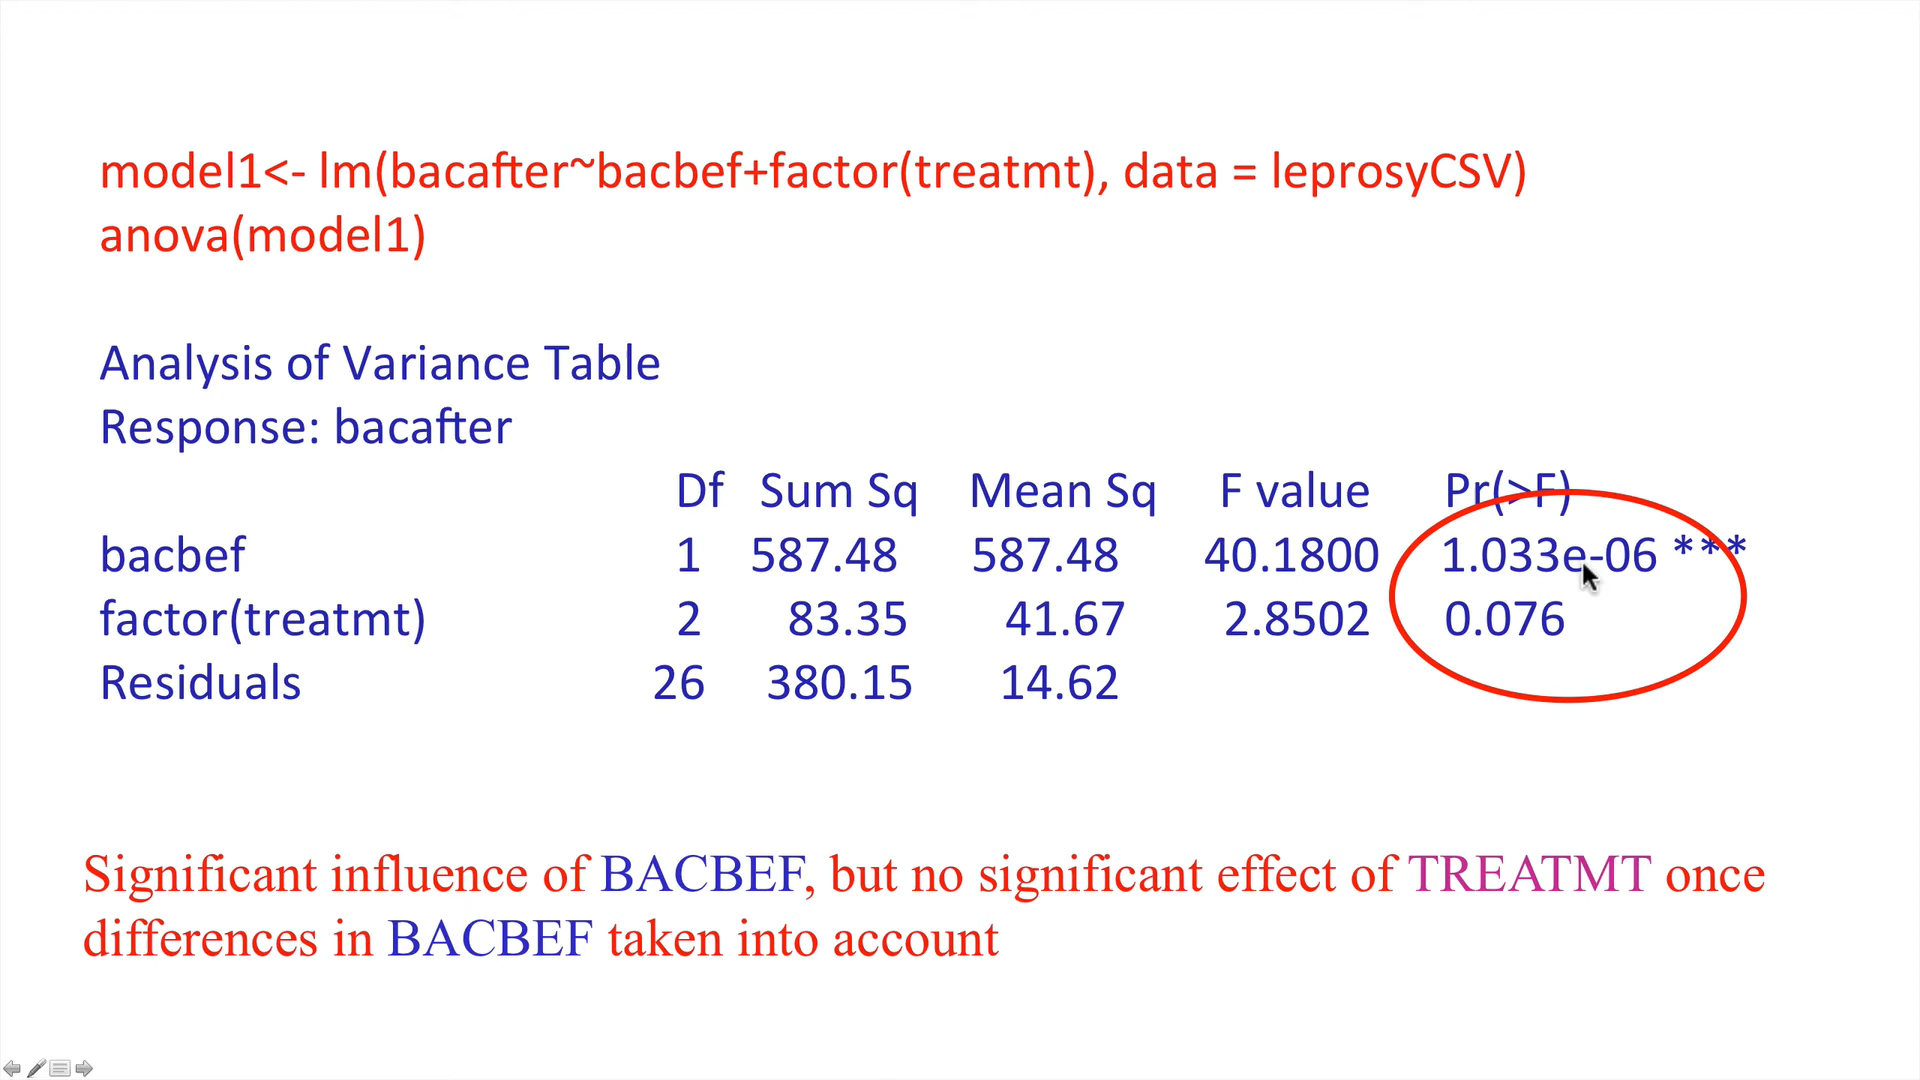 model1<- lm(bacafter~bacbef+factor(treatmt), data = leprosyCSV)
anova(model1)
Analysis of Variance Table
Response: bacafter
Df Sum Sq Mean Sq F value Pr(>F)
bacbef 1 587.48 587.48 40.1800 1.033e-06 ***
factor(treatmt) 2 83.35 41.67 2.8502 0.076
Residuals 26 380.15 14.62
Significant influence of BACBEF, but no significant effect of TREATMT once
differences in BACBEF taken into account